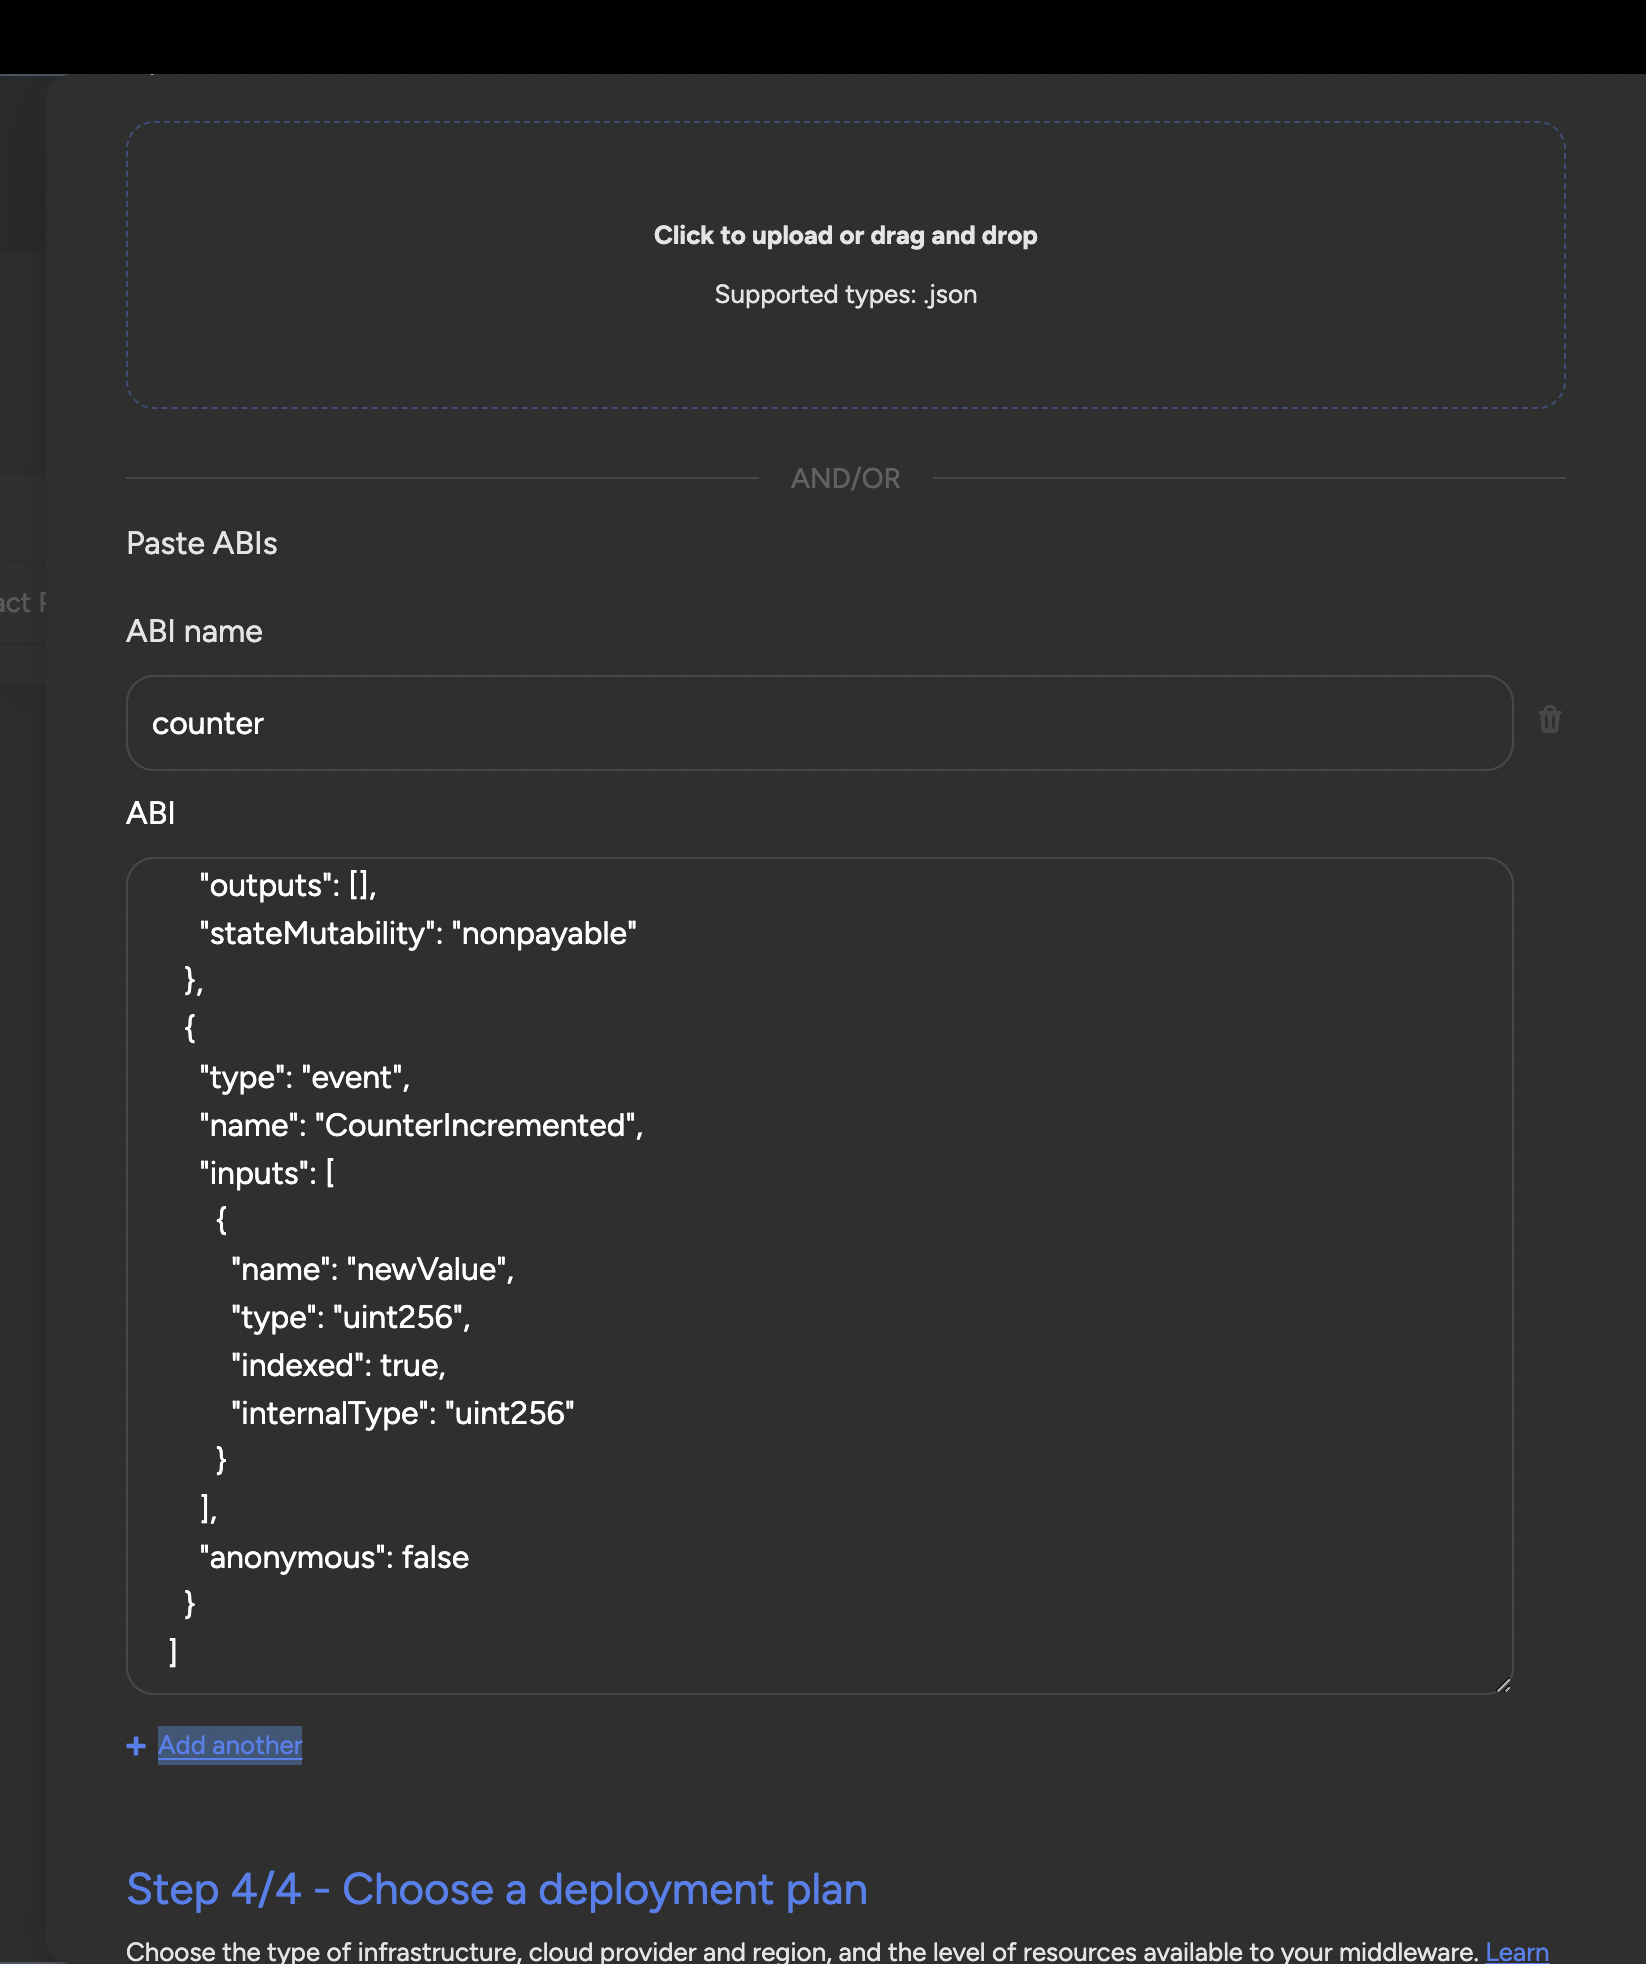 Click to upload or drag and drop
Supported types: .json
AND/OR
Paste ABIs
act
ABI name
counter
ABI
"outputs": [],
"stateMutability": "nonpayable"
},
{
"type": "event",
"name": "CounterIncremented",
"inputs": [
{
"name": "newValue",
"type": "uint256",
"indexed": true,
"internalType": "uint256"
}
],
"anonymous": false
}
]
+ Add another
Step 4/4 - Choose a deployment plan
Choose the type of infrastructure, cloud provider and region, and the level of resources available to your middleware. Learn